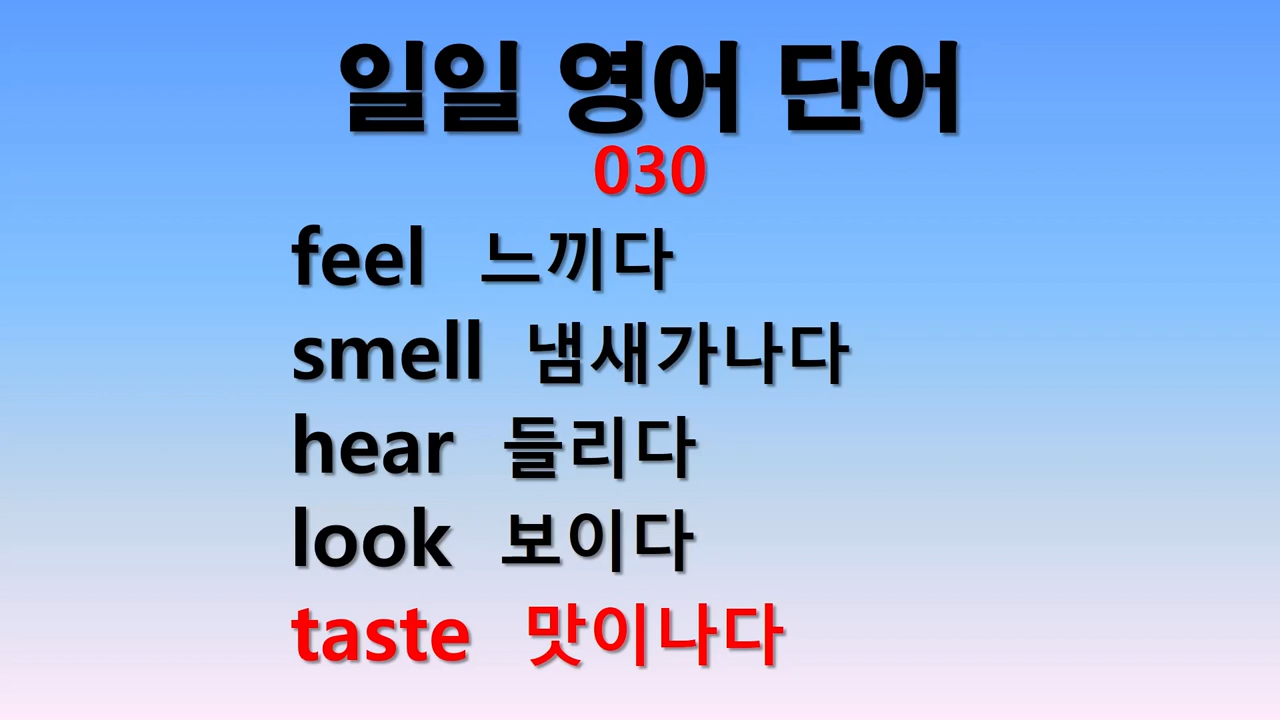 일일 영어 단어
030
feel 느끼다
smell 냄새가나다
hear 들리다
look 보이다
taste 맛이나다